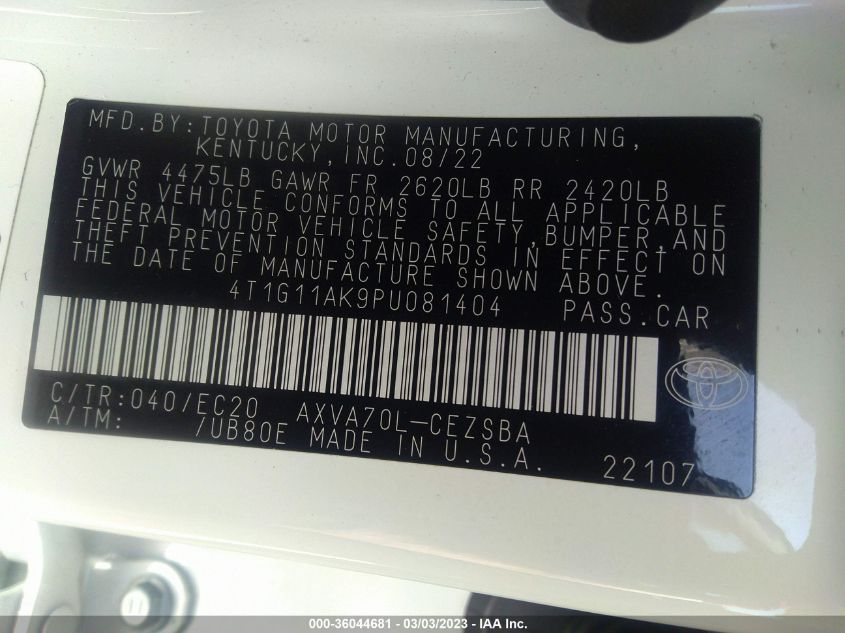 MFD.BY:TOYOTA MOTOR MANUFACTURING,
KENTUCKY,INC.08/22
GVWR 4475LB GAWR FR 2620LB RR 2420LB
THIS VEHICLE CONFORMS TO ALL APPLICABLE
FEDERAL MOTOR VEHICLE SAFETY,BUMPER,AND
THEFT PREVENTION STANDARDS IN EFFECT ON
THE DATE OF MANUFACTURE SHOWN ABOVE.
4T1G11AK9PU081404 PASS.CAR
C/TR:040/EC20 AXVA70L-CEZSBA
A/TM: /UB80E MADE IN U.S.A.
22107
000-36044681 - 03/03/2023 - IAA Inc.